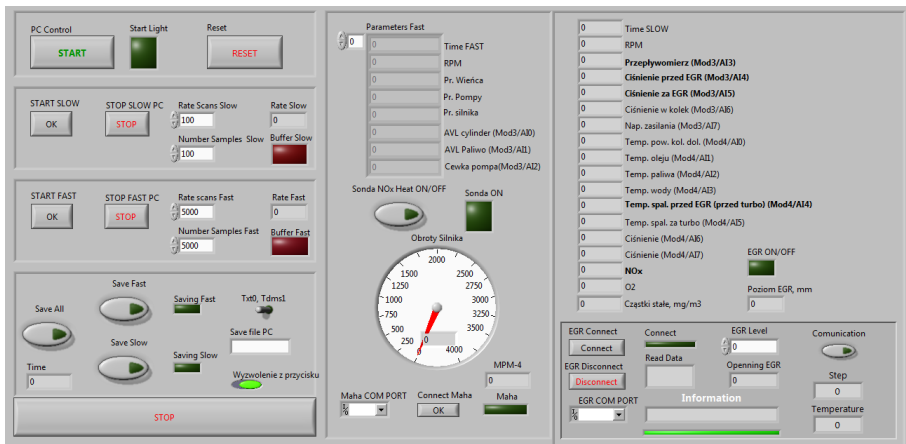 PC Control
Start Light
Reset
START
RESET
START SLOW
STOP SLOW PC
Rate Scans Slow
Rate Slow
OK
STOP
100
0
Number Samples Slow
Buffer Slow
100
START FAST
STOP FAST PC
Rate scans Fast
Rate Fast
OK
STOP
5000
0
Number Samples Fast
Buffer Fast
5000
Save Fast
Save All
Saving Fast
Txt0, Tdms1
Save Slow
Save file PC
Saving Slow
Time
0
Wyzwolenie z przycisku
STOP
Parameters Fast
0
0 Time FAST
0 RPM
0 Pr. Wieńca
0 Pr. Pompy
0 Pr. silnika
0 AVL cylinder (Mod3/AI0)
0 AVL Paliwo (Mod3/AI1)
0 Cewka pompa(Mod3/AI2)
Sonda NOx Heat ON/OFF
Sonda ON
Obroty Silnika
0
250
500
750
1000
1500
2000
2500
3000
3500
4000
0
MPM-4
0
Maha COM PORT
Connect Maha
Maha
OK
0 Time SLOW
0 RPM
0 Przepływomierz (Mod3/AI3)
0 Ciśnienie przed EGR (Mod3/AI4)
0 Ciśnienie za EGR (Mod3/AI5)
0 Ciśnienie w kolek (Mod3/AI6)
0 Nap. zasilania (Mod3/AI7)
0 Temp. pow. kol. dol. (Mod4/AI0)
0 Temp. oleju (Mod4/AI1)
0 Temp. paliwa (Mod4/AI2)
0 Temp. wody (Mod4/AI3)
0 Temp. spal. przed EGR (przed turbo) (Mod4/AI4)
0 Temp. spal. za turbo (Mod4/AI5)
0 Ciśnienie (Mod4/AI6)
0 Ciśnienie (Mod4/AI7)
0 NOx
0 O2
0 Cząstki stałe, mg/m3
EGR ON/OFF
Poziom EGR, mm
0
EGR Connect
Connect
EGR Level
Comunication
Connect
0
EGR Disconnect
Read Data
Openning EGR
Disconnect
0
Step
0
EGR COM PORT
Information
Temperature
0